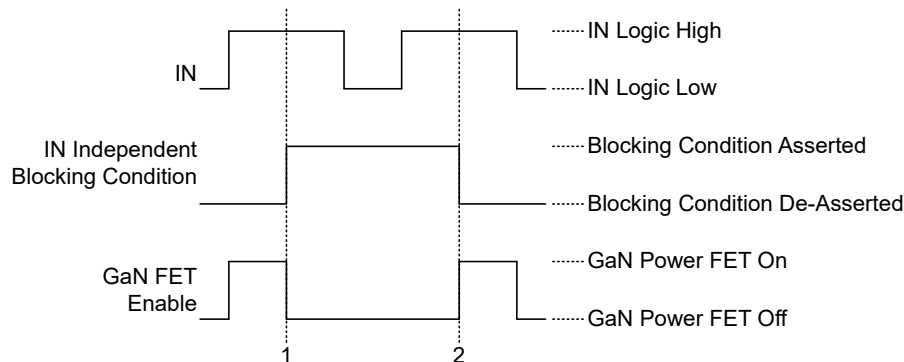 IN
IN Logic High
IN Logic Low
IN Independent
Blocking Condition
Blocking Condition Asserted
Blocking Condition De-Asserted
GaN FET
Enable
GaN Power FET On
GaN Power FET Off
1
2